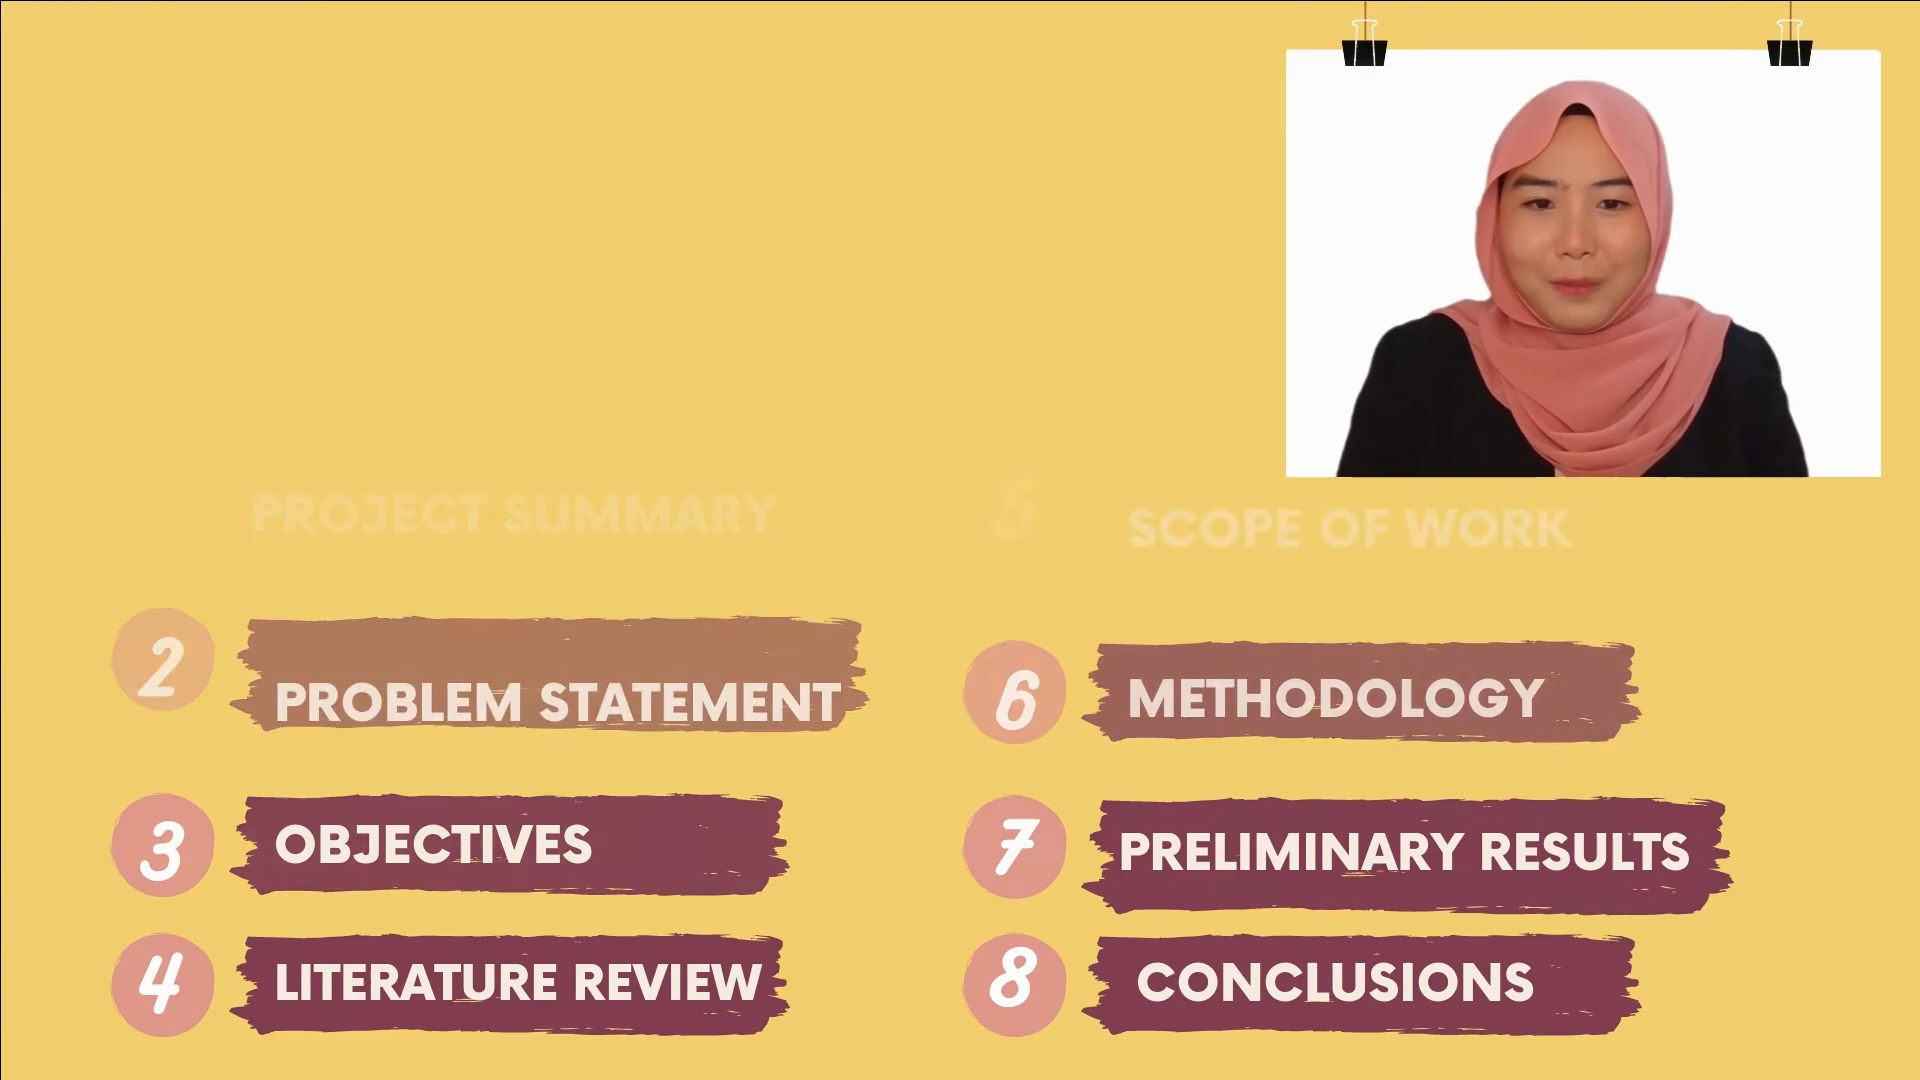 PROJECT SUMMARY
2 PROBLEM STATEMENT
3 OBJECTIVES
4 LITERATURE REVIEW
5 SCOPE OF WORK
6 METHODOLOGY
7 PRELIMINARY RESULTS
8 CONCLUSIONS